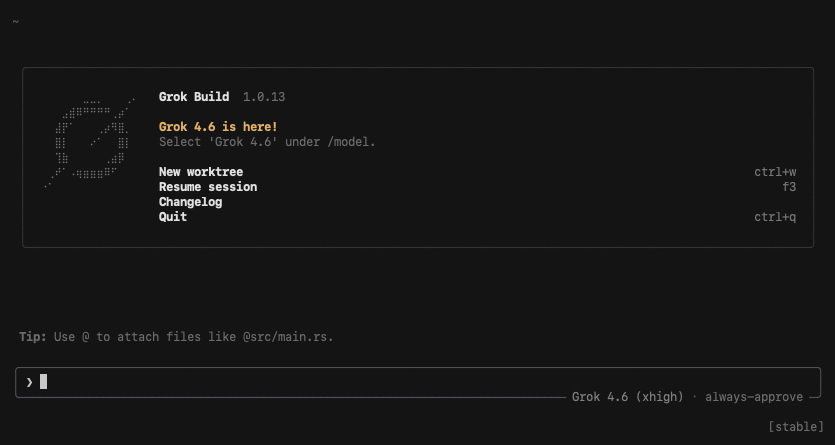 ~
Grok Build 1.0.13
Grok 4.6 is here!
Select 'Grok 4.6' under /model.
New worktree ctrl+w
Resume session f3
Changelog
Quit ctrl+q
Tip: Use @ to attach files like @src/main.rs.
❯
Grok 4.6 (xhigh) · always-approve
[stable]